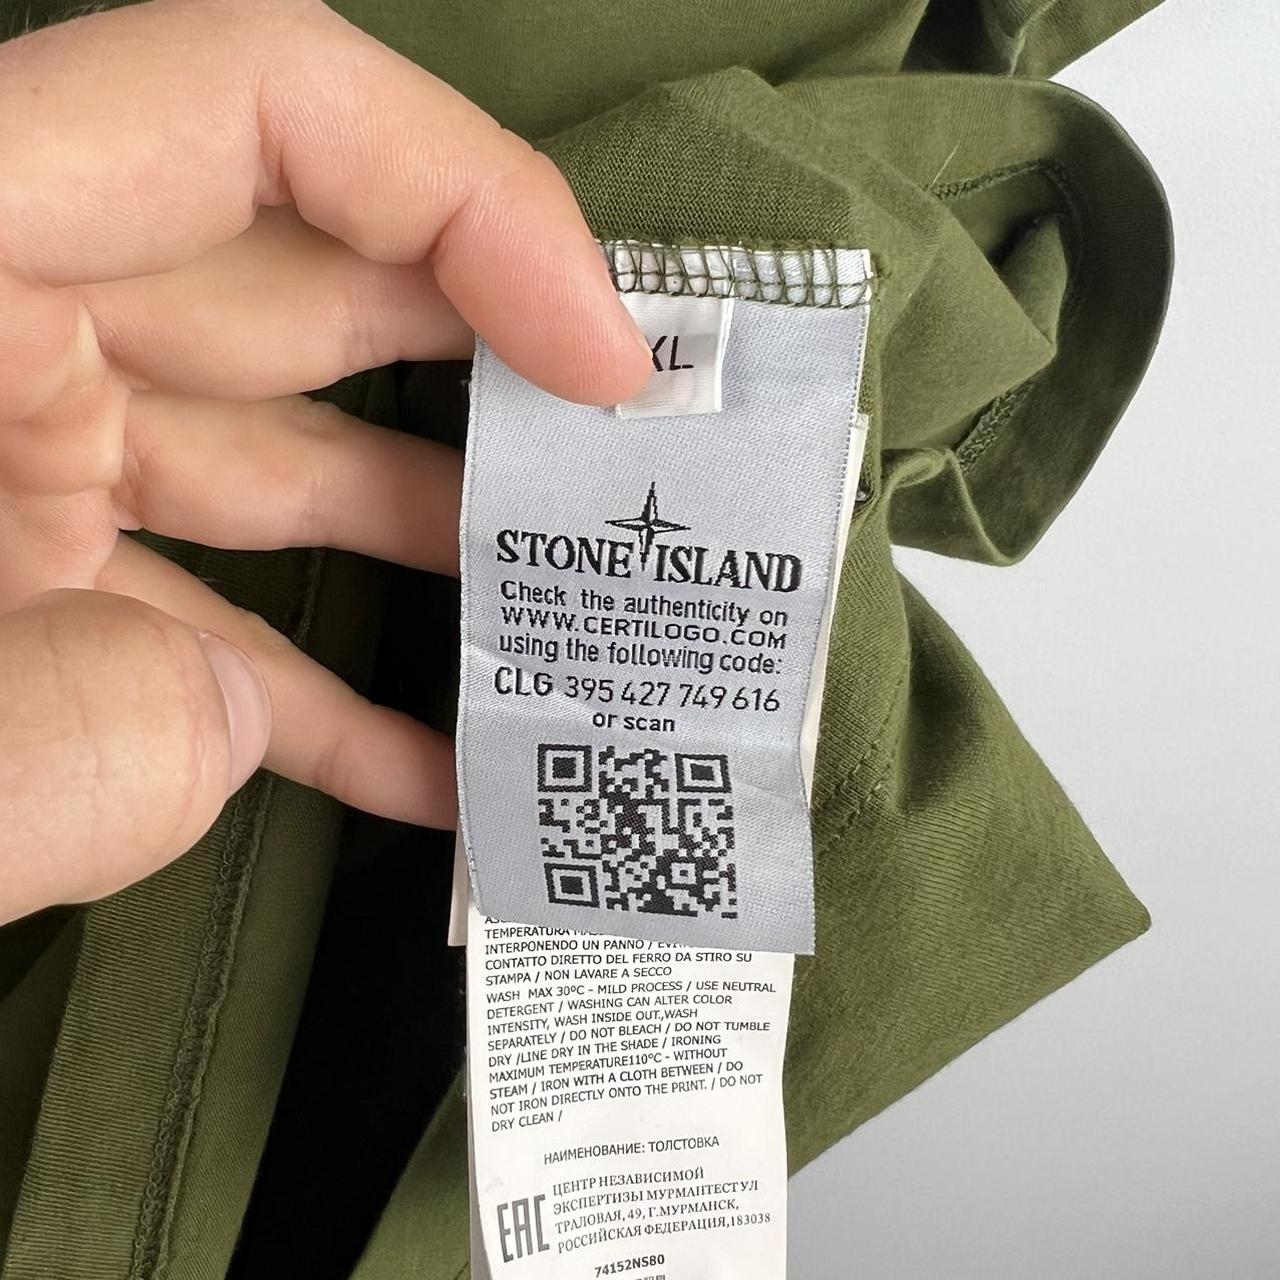 XL
STONE ISLAND
Check the authenticity on
WWW.CERTILOGO.COM
using the following code:
CLG 395 427 749 616
or scan
TEMPERATURA
INTERPONENDO UN PANNO /
CONTATTO DIRETTO DEL FERRO DA STIRO SU
STAMPA / NON LAVARE A SECCO
WASH MAX 30°C - MILD PROCESS / USE NEUTRAL
DETERGENT / WASHING CAN ALTER COLOR
INTENSITY, WASH INSIDE OUT.,WASH
SEPARATELY / DO NOT BLEACH / DO NOT TUMBLE
DRY /LINE DRY IN THE SHADE / IRONING
MAXIMUM TEMPERATURE110°C - WITHOUT
STEAM / IRON WITH A CLOTH BETWEEN / DO
NOT IRON DIRECTLY ONTO THE PRINT. / DO NOT
DRY CLEAN /
НАИМЕНОВАНИЕ: ТОЛСТОВКА
EAC
ЦЕНТР НЕЗАВИСИМОЙ
ЭКСПЕРТИЗЫ МУРМАНТЕСТ УЛ
ТРАЛОВАЯ, 49, Г.МУРМАНСК,
РОССИЙСКАЯ ФЕДЕРАЦИЯ,183038
74152NS80